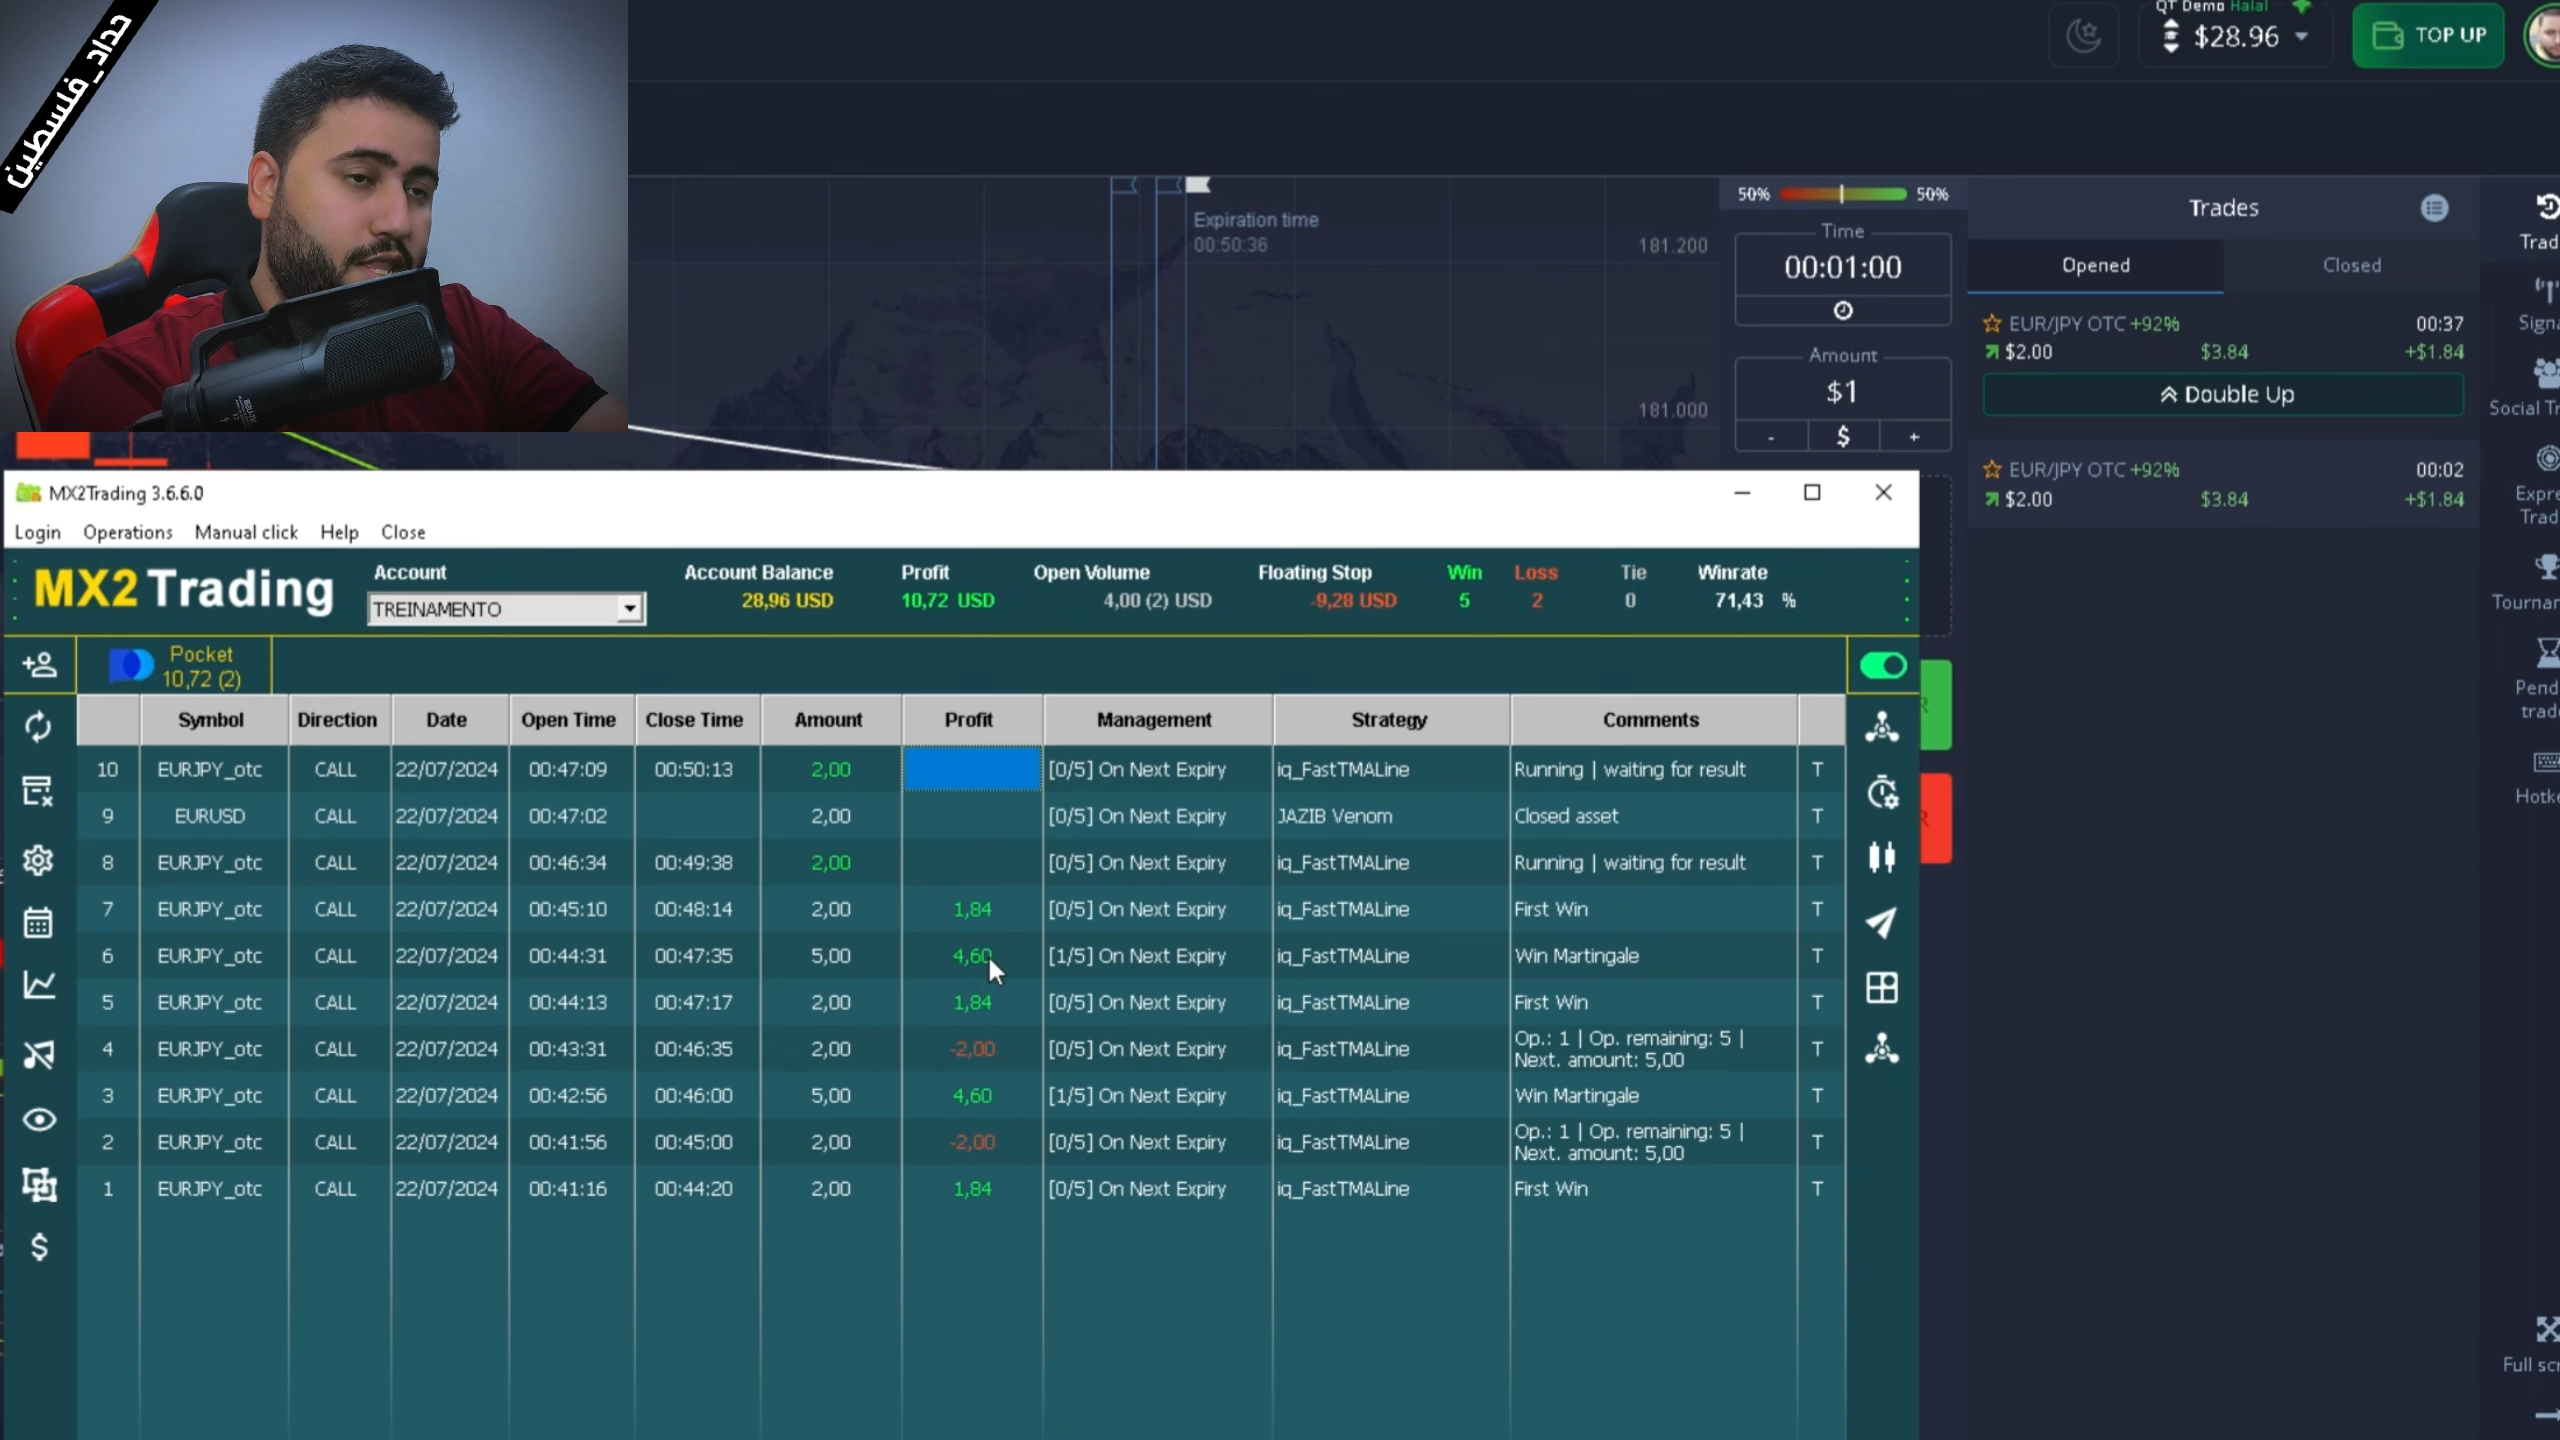 حداد_فلسطين
QT Demo Halal
$28.96
TOP UP
Expiration time
00:50:36
181.200
181.000
50% 50%
Time
00:01:00
Amount
$1
- $ +
Trades
Opened Closed
EUR/JPY OTC +92% 00:37
$2.00 $3.84 +$1.84
Double Up
EUR/JPY OTC +92% 00:02
$2.00 $3.84 +$1.84
Trad
Signa
Social Tr
Expre
Trad
Tournam
Pend
trade
Hotke
Full scr
MX2Trading 3.6.6.0
Login Operations Manual click Help Close
MX2 Trading
Account
TREINAMENTO
Account Balance
28,96 USD
Profit
10,72 USD
Open Volume
4,00 (2) USD
Floating Stop
-9,28 USD
Win
5
Loss
2
Tie
0
Winrate
71,43 %
Pocket
10,72 (2)
Symbol Direction Date Open Time Close Time Amount Profit Management Strategy Comments
10 EURJPY_otc CALL 22/07/2024 00:47:09 00:50:13 2,00 [0/5] On Next Expiry iq_FastTMALine Running | waiting for result T
9 EURUSD CALL 22/07/2024 00:47:02 2,00 [0/5] On Next Expiry JAZIB Venom Closed asset T
8 EURJPY_otc CALL 22/07/2024 00:46:34 00:49:38 2,00 [0/5] On Next Expiry iq_FastTMALine Running | waiting for result T
7 EURJPY_otc CALL 22/07/2024 00:45:10 00:48:14 2,00 1,84 [0/5] On Next Expiry iq_FastTMALine First Win T
6 EURJPY_otc CALL 22/07/2024 00:44:31 00:47:35 5,00 4,60 [1/5] On Next Expiry iq_FastTMALine Win Martingale T
5 EURJPY_otc CALL 22/07/2024 00:44:13 00:47:17 2,00 1,84 [0/5] On Next Expiry iq_FastTMALine First Win T
4 EURJPY_otc CALL 22/07/2024 00:43:31 00:46:35 2,00 -2,00 [0/5] On Next Expiry iq_FastTMALine Op.: 1 | Op. remaining: 5 |
Next. amount: 5,00 T
3 EURJPY_otc CALL 22/07/2024 00:42:56 00:46:00 5,00 4,60 [1/5] On Next Expiry iq_FastTMALine Win Martingale T
2 EURJPY_otc CALL 22/07/2024 00:41:56 00:45:00 2,00 -2,00 [0/5] On Next Expiry iq_FastTMALine Op.: 1 | Op. remaining: 5 |
Next. amount: 5,00 T
1 EURJPY_otc CALL 22/07/2024 00:41:16 00:44:20 2,00 1,84 [0/5] On Next Expiry iq_FastTMALine First Win T